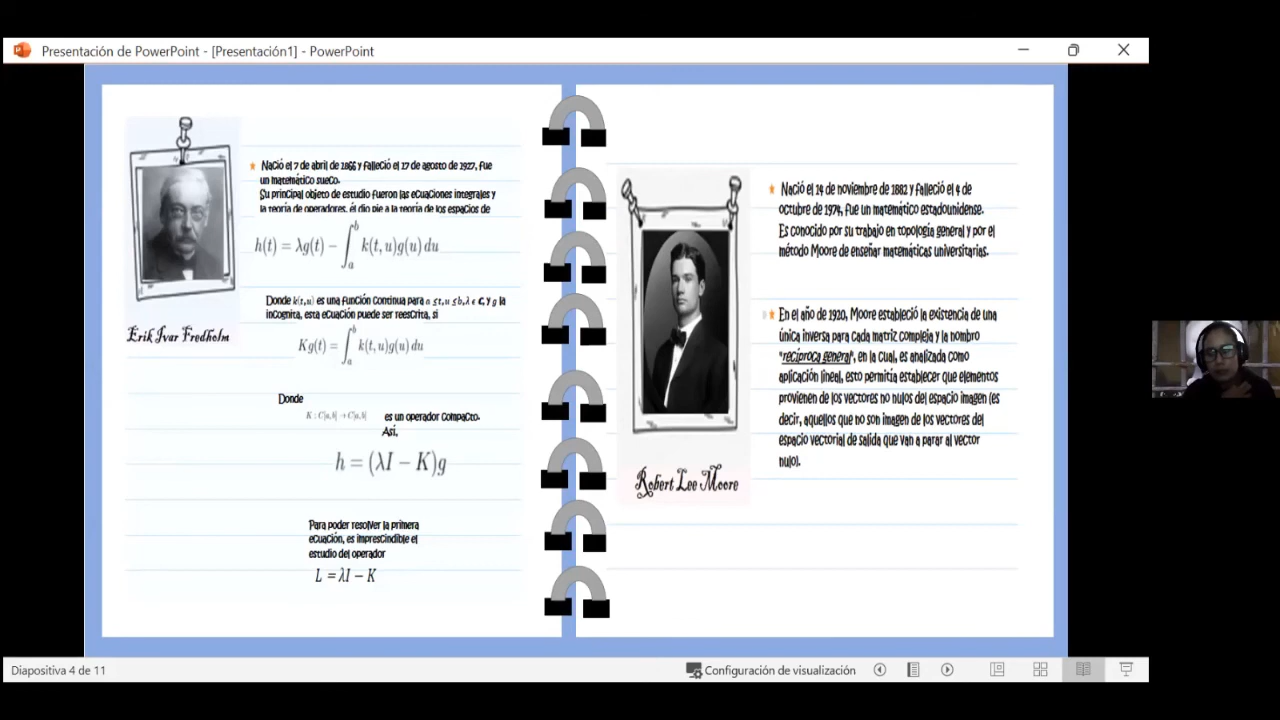 Presentación de PowerPoint - [Presentación1] - PowerPoint
Nació el 7 de abril de 1866 y falleció el 17 de agosto de 1927, fue
un matemático sueco.
Su principal objeto de estudio fueron las ecuaciones integrales y
la teoría de operadores, él dio pie a la teoría de los espacios de
h(t) = λg(t) − ∫_a^b k(t, u)g(u) du
Donde k(t,u) es una función continua para a ≤t, u ≤b, λ ∈ C, y g la
incognita, esta ecuación puede ser reescrita, si
Erik Ivar Fredholm
Kg(t) = ∫_a^b k(t, u)g(u) du
Donde
K : C[a, b] → C[a, b] es un operador compacto.
Así,
h = (λI − K)g
Para poder resolver la primera
ecuación, es imprescindible el
estudio del operador
L = λI − K
Nació el 14 de noviembre de 1882 y falleció el 4 de
octubre de 1974, fue un matemático estadounidense.
Es conocido por su trabajo en topología general y por el
método Moore de enseñar matemáticas universitarias.
En el año de 1920, Moore estableció la existencia de una
única inversa para cada matriz compleja y la nombro
"recíproca general", en la cual, es analizada como
aplicación lineal, esto permitía establecer que elementos
provienen de los vectores no nulos del espacio imagen (es
decir, aquellos que no son imagen de los vectores del
espacio vectorial de salida que van a parar al vector
nulo).
Robert Lee Moore
Diapositiva 4 de 11
Configuración de visualización